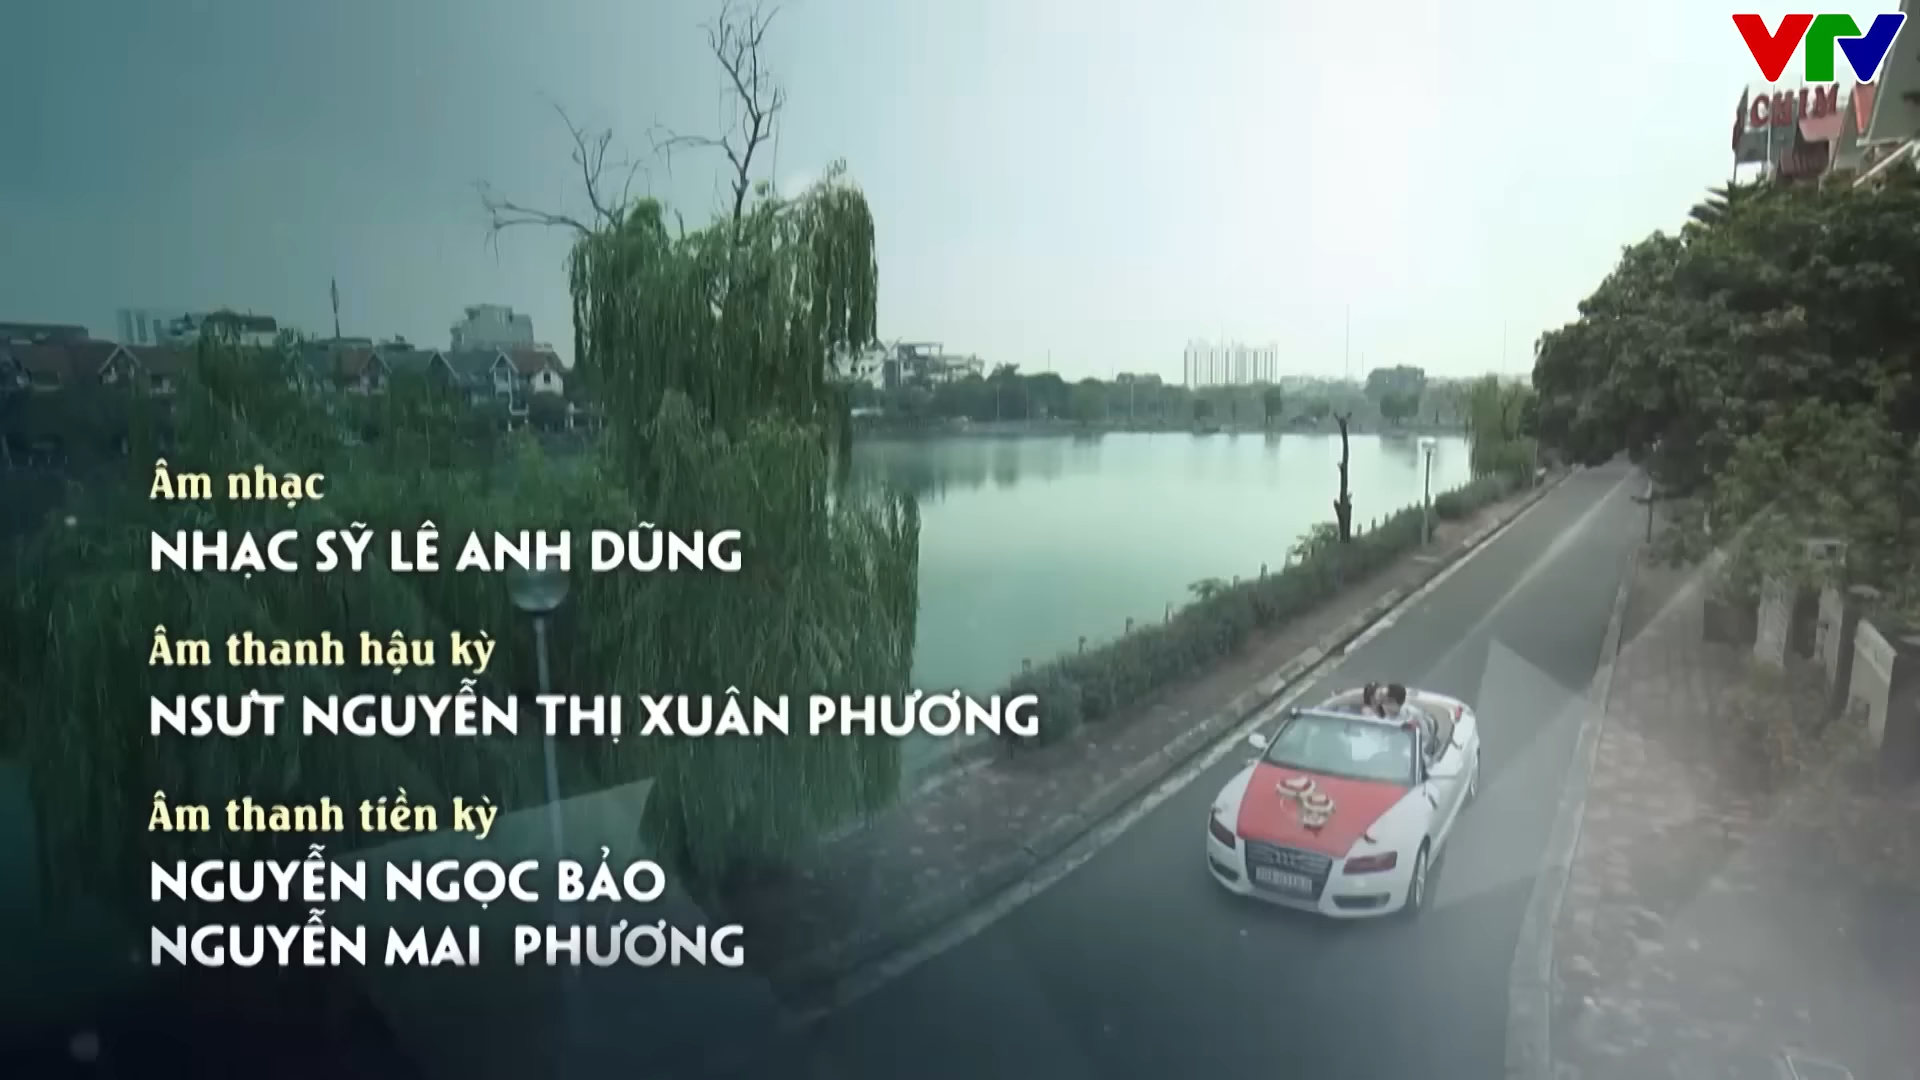 VTV
CHIM
Âm nhạc
NHẠC SỸ LÊ ANH DŨNG
Âm thanh hậu kỳ
NSƯT NGUYỄN THỊ XUÂN PHƯƠNG
Âm thanh tiền kỳ
NGUYỄN NGỌC BẢO
NGUYỄN MAI  PHƯƠNG